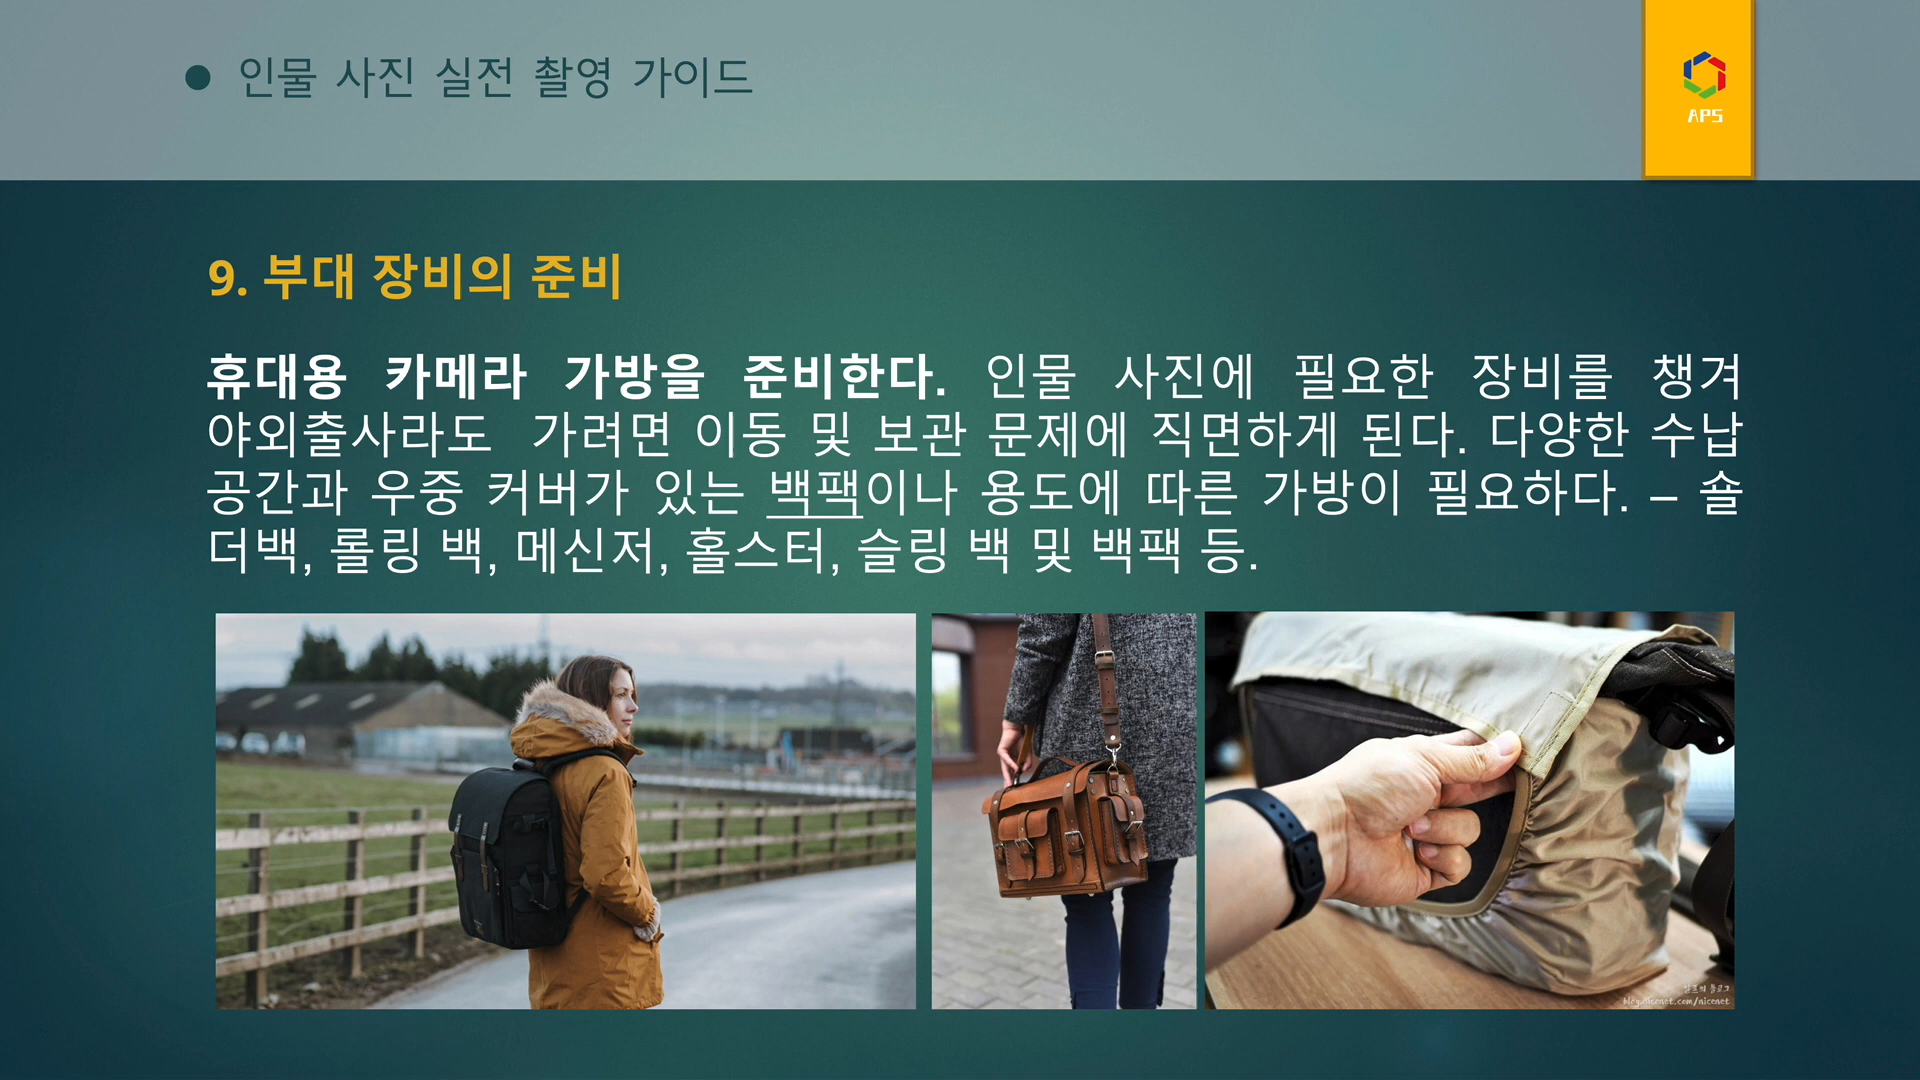 ● 인물 사진 실전 촬영 가이드
APS
9. 부대 장비의 준비
휴대용 카메라 가방을 준비한다. 인물 사진에 필요한 장비를 챙겨
야외출사라도 가려면 이동 및 보관 문제에 직면하게 된다. 다양한 수납
공간과 우중 커버가 있는 백팩이나 용도에 따른 가방이 필요하다. – 숄
더백, 롤링 백, 메신저, 홀스터, 슬링 백 및 백팩 등.